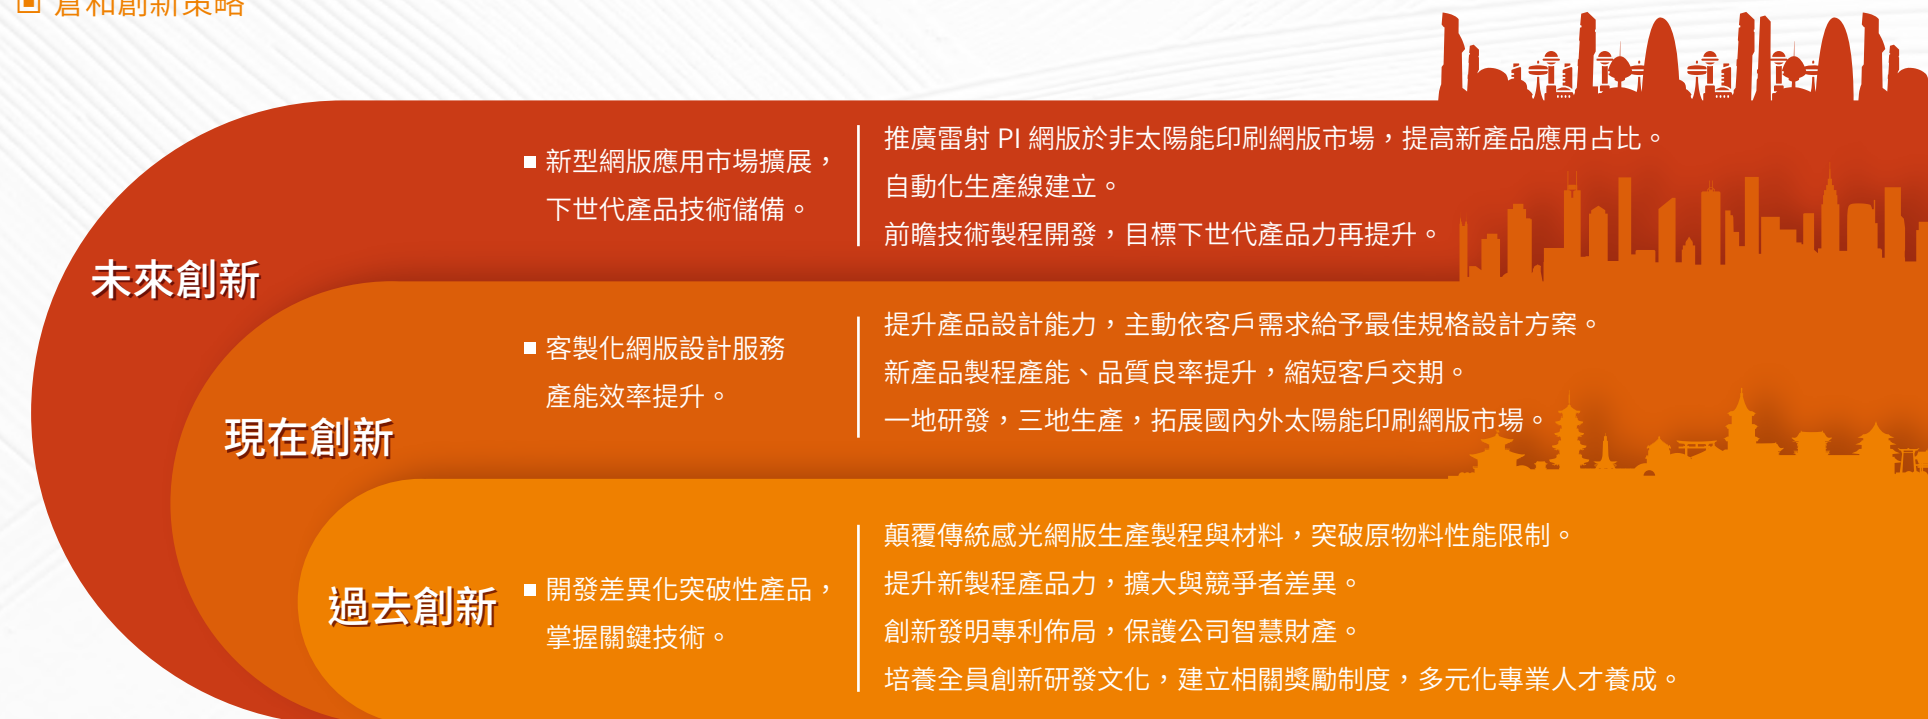 倉和創新策略
未來創新
新型網版應用市場擴展，
下世代產品技術儲備。
推廣雷射 PI 網版於非太陽能印刷網版市場，提高新產品應用占比。
自動化生產線建立。
前瞻技術製程開發，目標下世代產品力再提升。
現在創新
客製化網版設計服務
產能效率提升。
提升產品設計能力，主動依客戶需求給予最佳規格設計方案。
新產品製程產能、品質良率提升，縮短客戶交期。
一地研發，三地生產，拓展國內外太陽能印刷網版市場。
過去創新
開發差異化突破性產品，
掌握關鍵技術。
顛覆傳統感光網版生產製程與材料，突破原物料性能限制。
提升新製程產品力，擴大與競爭者差異。
創新發明專利佈局，保護公司智慧財產。
培養全員創新研發文化，建立相關獎勵制度，多元化專業人才養成。